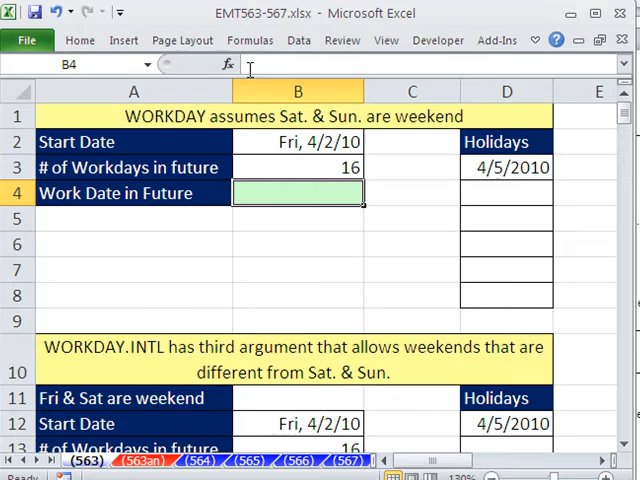 EMT563-567.xlsx - Microsoft Excel
File Home Insert Page Layout Formulas Data Review View Developer Add-Ins
B4 fx
A B C D E
1 WORKDAY assumes Sat. & Sun. are weekend
2 Start Date Fri, 4/2/10 Holidays
3 # of Workdays in future 16 4/5/2010
4 Work Date in Future
5
6
7
8
9
WORKDAY.INTL has third argument that allows weekends that are
10 different from Sat. & Sun.
11 Fri & Sat are weekend Holidays
12 Start Date Fri, 4/2/10 4/5/2010
13 # of Workdays in future 16
(563) (563an) (564) (565) (566) (567)
130%